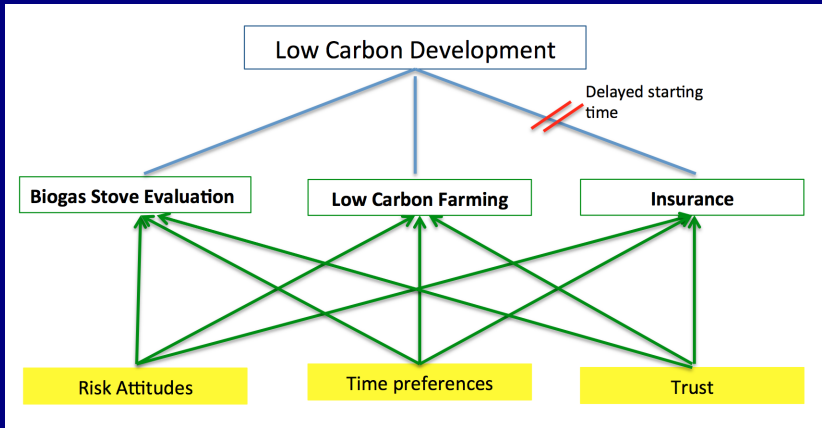 Low Carbon Development
Delayed starting
time
Biogas Stove Evaluation
Low Carbon Farming
Insurance
Risk Attitudes
Time preferences
Trust